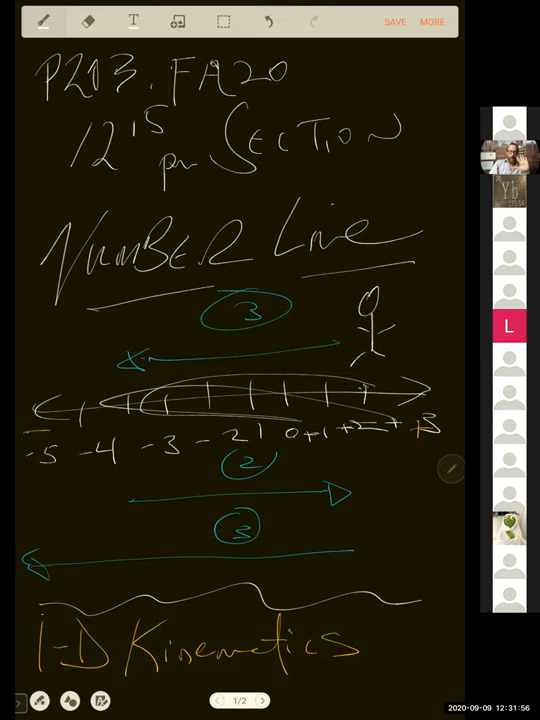 T SAVE MORE
P203. FA20
12 15 pm SECTION
NUMBER Line
3
-5 -4 -3 -2 1 0 +1 +2 + +3
2
3
1-D Kinematics
1/2
Yb
L
2020-09-09 12:31:56